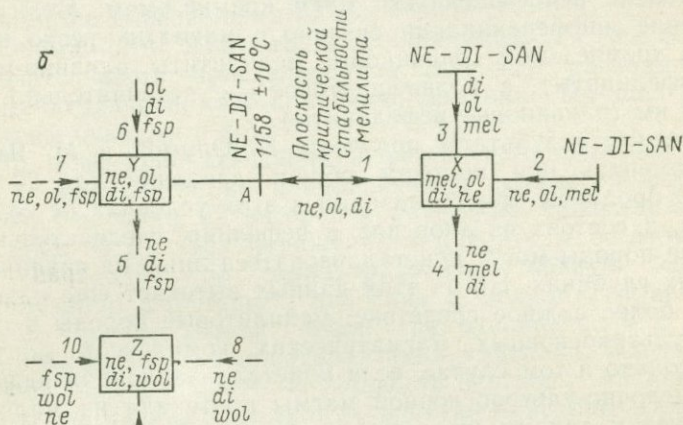 б
ol
di
fsp
6
7
ne, ol, fsp
Y
ne, ol
di, fsp
NE-DI-SAN
1158 ±10°C
A
Плоскость
критической
стабильности
мелилита
1
ne, ol, di
NE-DI-SAN
di
ol
mel
3
X
mel, ol
di, ne
NE-DI-SAN
2
ne, ol, mel
5
ne
di
fsp
4
ne
mel
di
10
fsp
wol
ne
Z
ne, fsp
di, wol
8
ne
di
wol